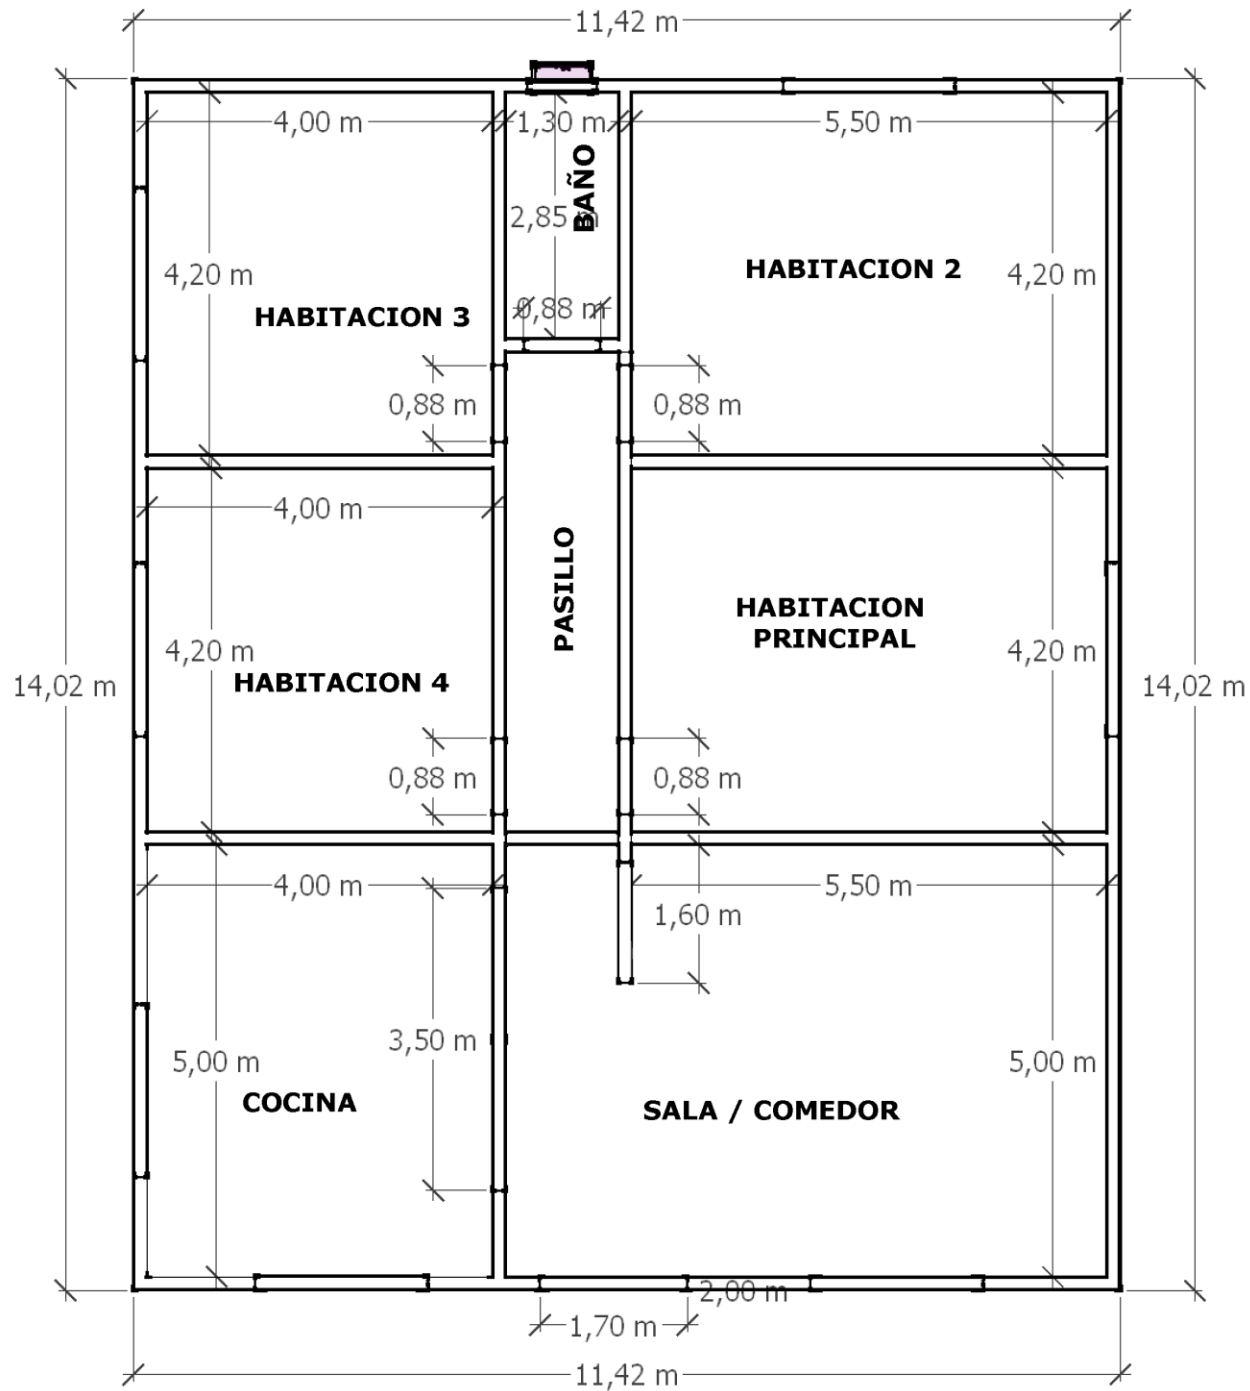 11,42 m
4,00 m
1,30 m
5,50 m
BAÑO
2,85 m
4,20 m
HABITACION 2
4,20 m
HABITACION 3
0,88 m
0,88 m
0,88 m
4,00 m
PASILLO
HABITACION
PRINCIPAL
4,20 m
4,20 m
HABITACION 4
14,02 m
14,02 m
0,88 m
0,88 m
4,00 m
5,50 m
1,60 m
3,50 m
5,00 m
5,00 m
COCINA
SALA / COMEDOR
2,00 m
1,70 m
11,42 m